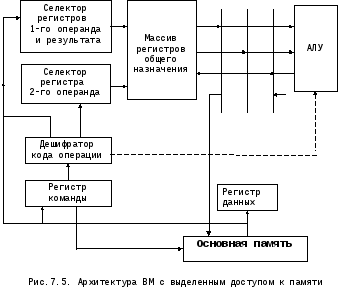 Селектор
регистров
1-го операнда
и результата
Массив
регистров
общего
назначения
АЛУ
Селектор
регистра
2-го операнда
Дешифратор
кода операции
Регистр
команды
Регистр
данных
Основная память
Рис.7.5. Архитектура ВМ с выделенным доступом к памяти